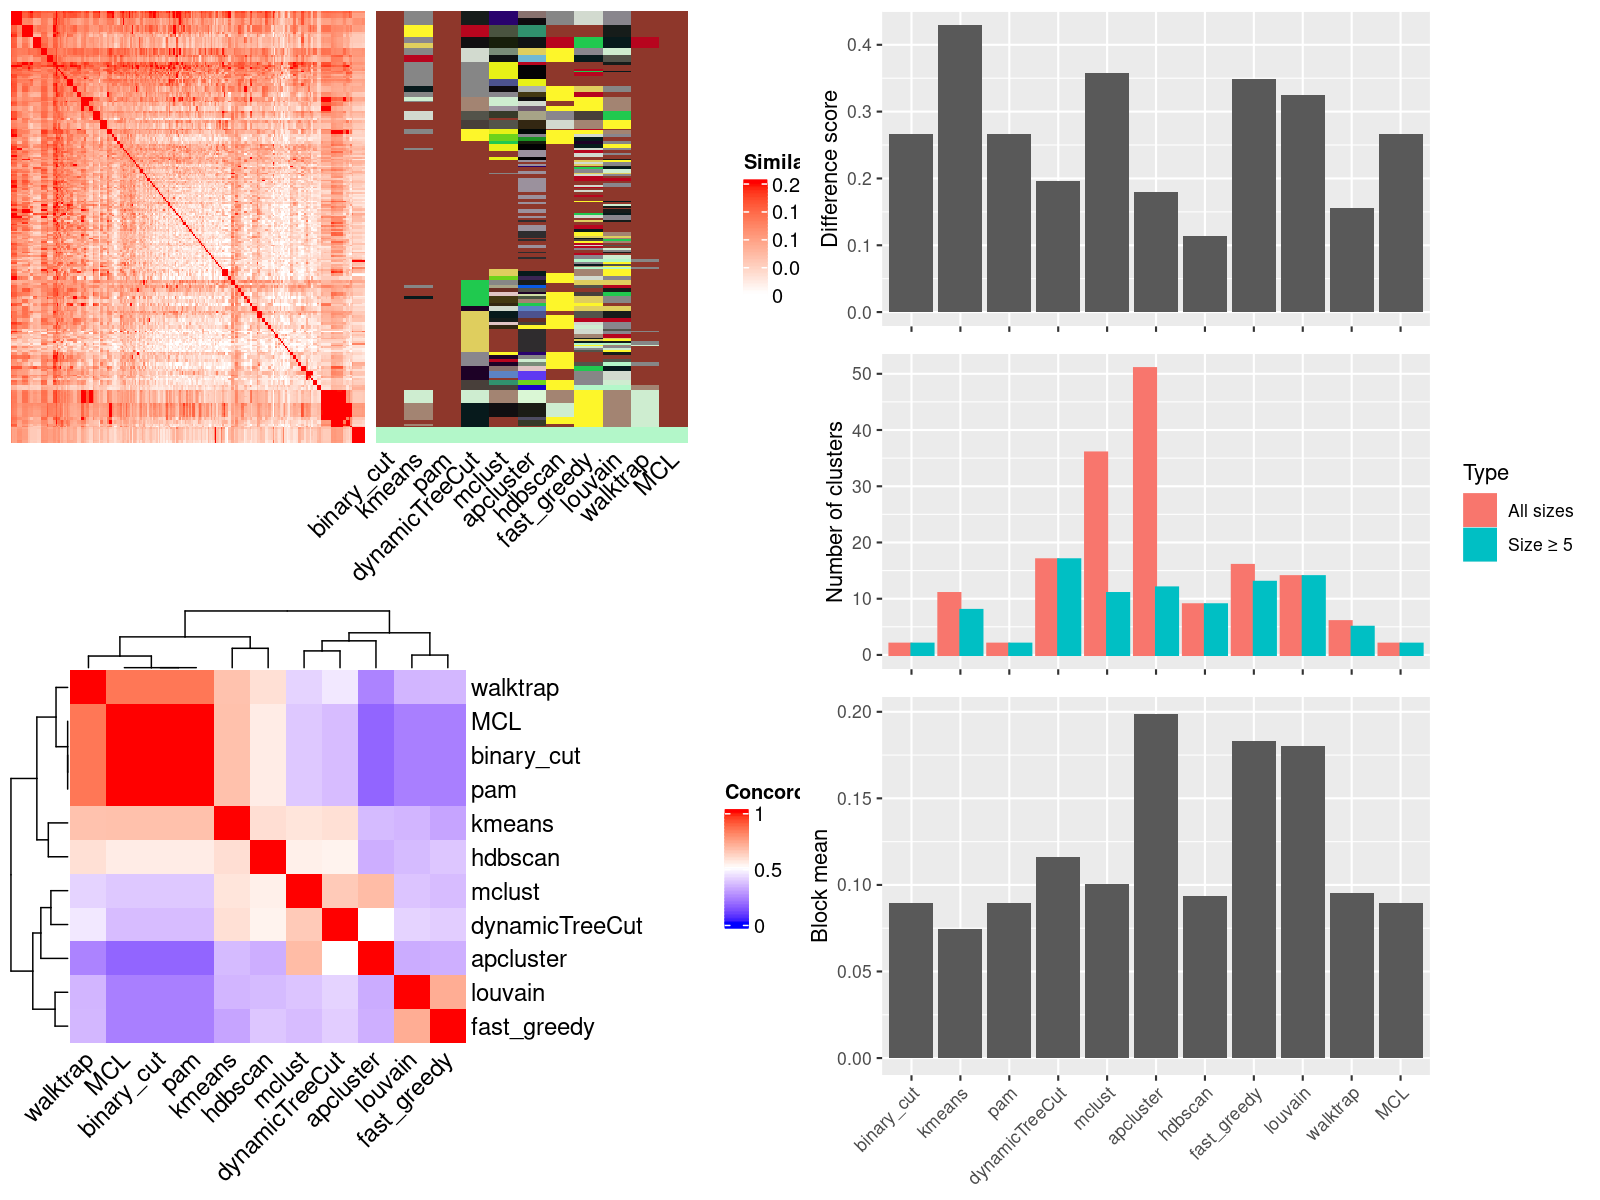 Simila
0.2
0.1
0.1
0.0
0
binary_cut
kmeans
pam
dynamicTreeCut
mclust
apcluster
hdbscan
fast_greedy
louvain
walktrap
MCL
walktrap
MCL
binary_cut
pam
kmeans
hdbscan
mclust
dynamicTreeCut
apcluster
louvain
fast_greedy
walktrap
MCL
binary_cut
pam
kmeans
hdbscan
mclust
dynamicTreeCut
apcluster
louvain
fast_greedy
Concord
1
0.5
0
Difference score
0.4
0.3
0.2
0.1
0.0
Number of clusters
50
40
30
20
10
0
Type
All sizes
Size ≥ 5
Block mean
0.20
0.15
0.10
0.05
0.00
binary_cut
kmeans
pam
dynamicTreeCut
mclust
apcluster
hdbscan
fast_greedy
louvain
walktrap
MCL